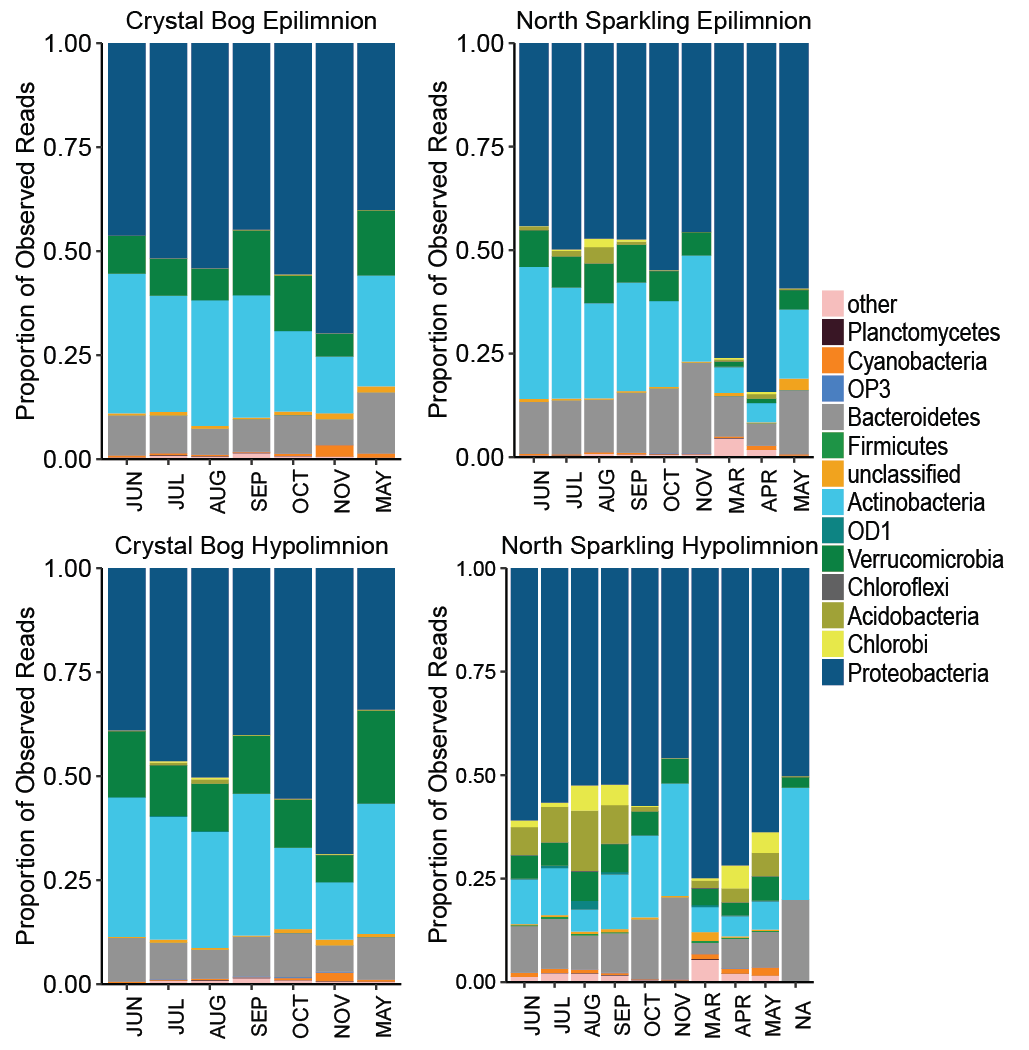 Crystal Bog Epilimnion
Proportion of Observed Reads
1.00
0.75
0.50
0.25
0.00
JUN JUL AUG SEP OCT NOV MAY
North Sparkling Epilimnion
Proportion of Observed Reads
1.00
0.75
0.50
0.25
0.00
JUN JUL AUG SEP OCT NOV MAR APR MAY
Crystal Bog Hypolimnion
Proportion of Observed Reads
1.00
0.75
0.50
0.25
0.00
JUN JUL AUG SEP OCT NOV MAY
North Sparkling Hypolimnion
Proportion of Observed Reads
1.00
0.75
0.50
0.25
0.00
JUN JUL AUG SEP OCT NOV MAR APR MAY NA
other
Planctomycetes
Cyanobacteria
OP3
Bacteroidetes
Firmicutes
unclassified
Actinobacteria
OD1
Verrucomicrobia
Chloroflexi
Acidobacteria
Chlorobi
Proteobacteria